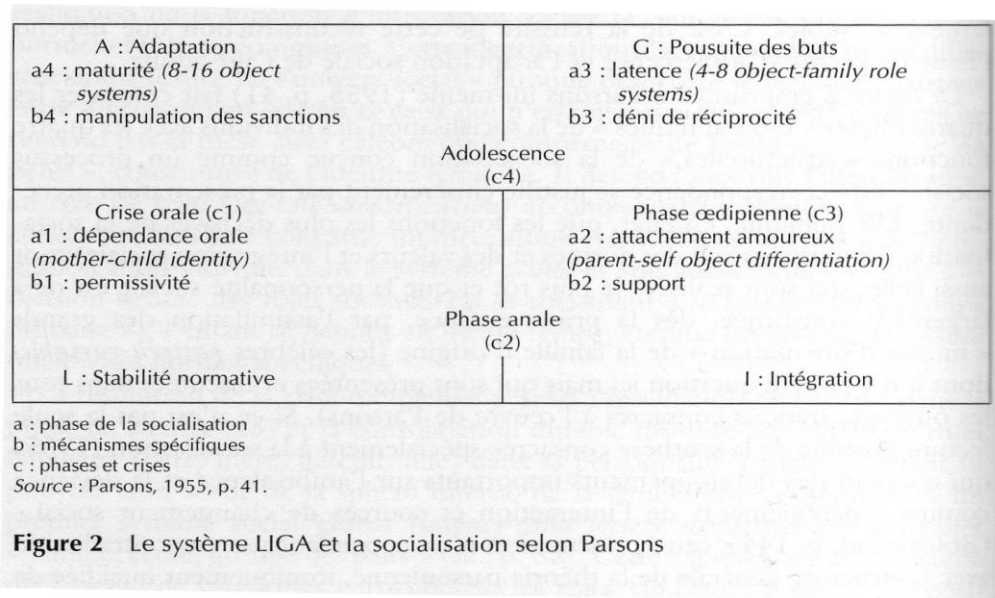 A : Adaptation
a4 : maturité (8-16 object
systems)
b4 : manipulation des sanctions
G : Pousuite des buts
a3 : latence (4-8 object-family role
systems)
b3 : déni de réciprocité
Adolescence
(c4)
Crise orale (c1)
a1 : dépendance orale
(mother-child identity)
b1 : permissivité
Phase œdipienne (c3)
a2 : attachement amoureux
(parent-self object differentiation)
b2 : support
Phase anale
(c2)
L : Stabilité normative
I : Intégration
a : phase de la socialisation
b : mécanismes spécifiques
c : phases et crises
Source : Parsons, 1955, p. 41.
Figure 2 Le système LIGA et la socialisation selon Parsons